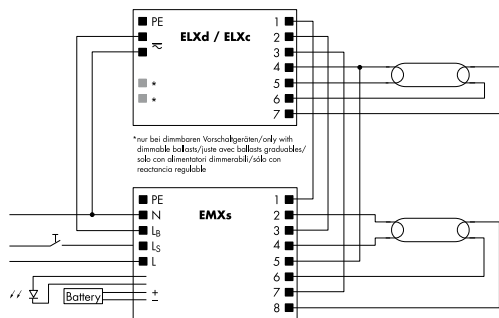 PE
ELXd / ELXc
1
2
3
4
5
6
7
*
*
*nur bei dimmbaren Vorschaltgeräten/only with
dimmable ballasts/juste avec ballasts graduables/
solo con alimentatori dimmerabili/sólo con
reactancia regulable
PE
N
LB
LS
L
EMXs
1
2
3
4
5
6
7
8
Battery
+
–